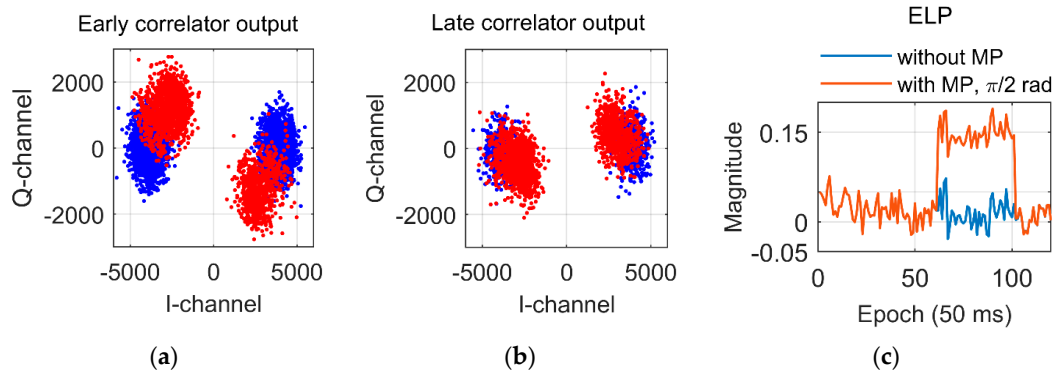 Early correlator output
2000
0
-2000
Q-channel
-5000 0 5000
I-channel
(a)
Late correlator output
2000
0
-2000
Q-channel
-5000 0 5000
I-channel
(b)
ELP
without MP
with MP, π/2 rad
0.15
0
-0.05
Magnitude
0 50 100
Epoch (50 ms)
(c)